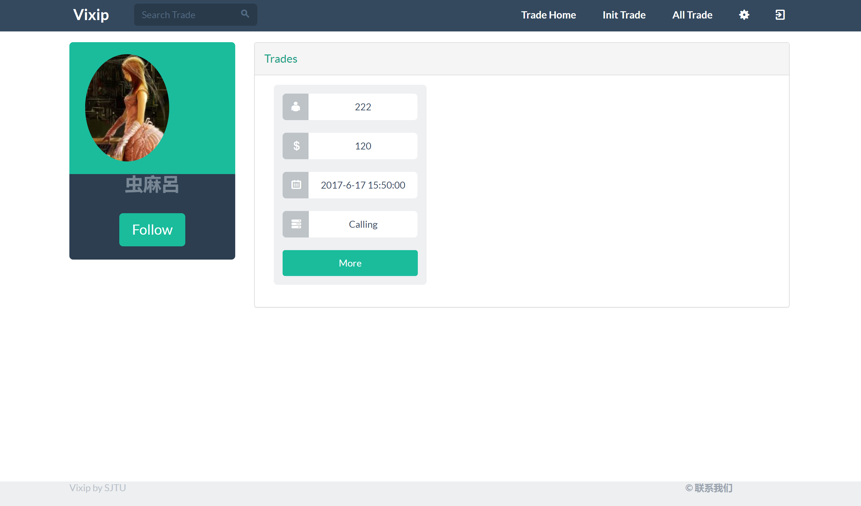 Vixip
Search Trade
Trade Home
Init Trade
All Trade
虫麻呂
Follow
Trades
222
120
2017-6-17 15:50:00
Calling
More
Vixip by SJTU
© 联系我们